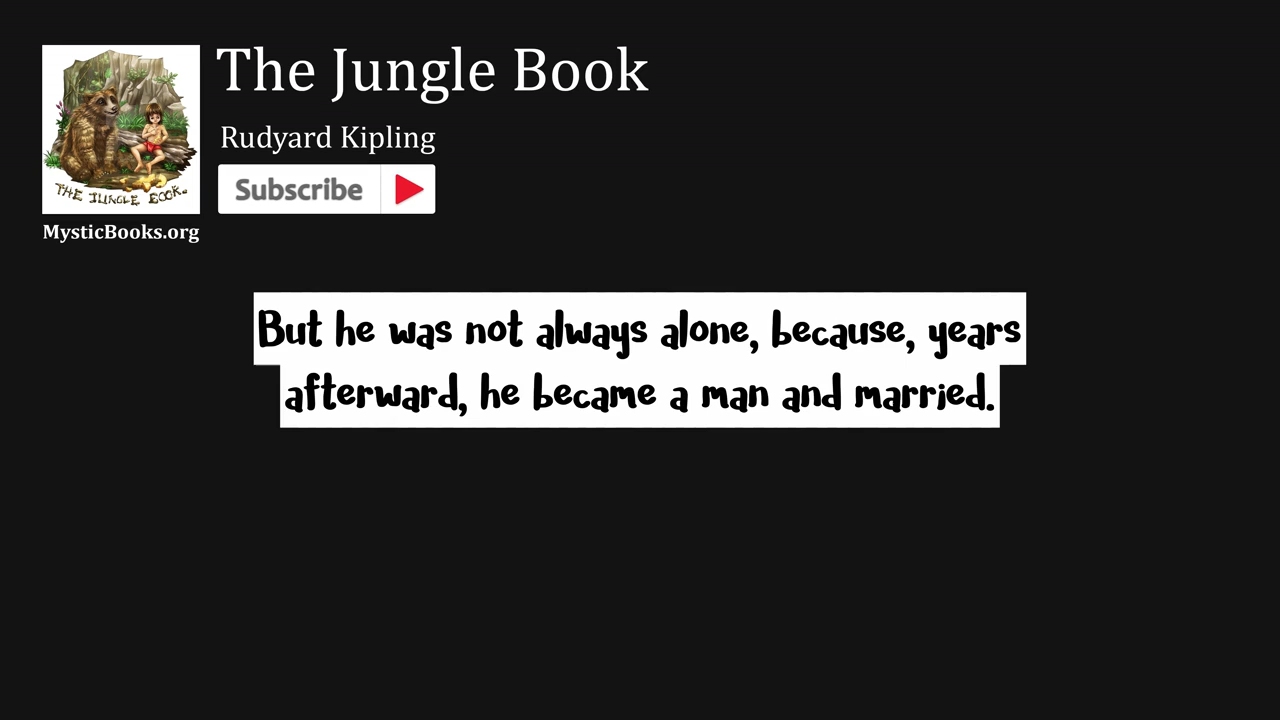 The Jungle Book
Rudyard Kipling
Subscribe
THE JUNGLE BOOK.
MysticBooks.org
But he was not always alone, because, years
afterward, he became a man and married.